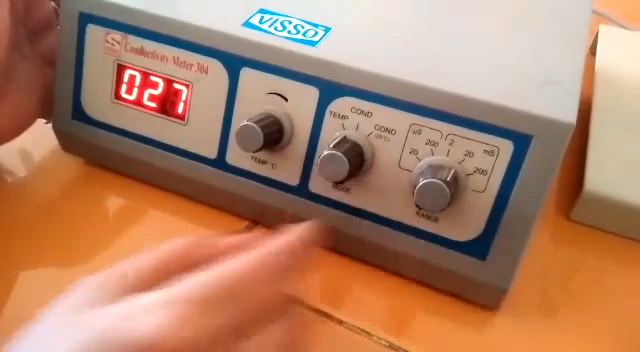 VISSO
S
Conductivity Meter 304
027
TEMP °C
TEMP
COND
COND
MODE
µS
20
200
2
20
200
mS
RANGE